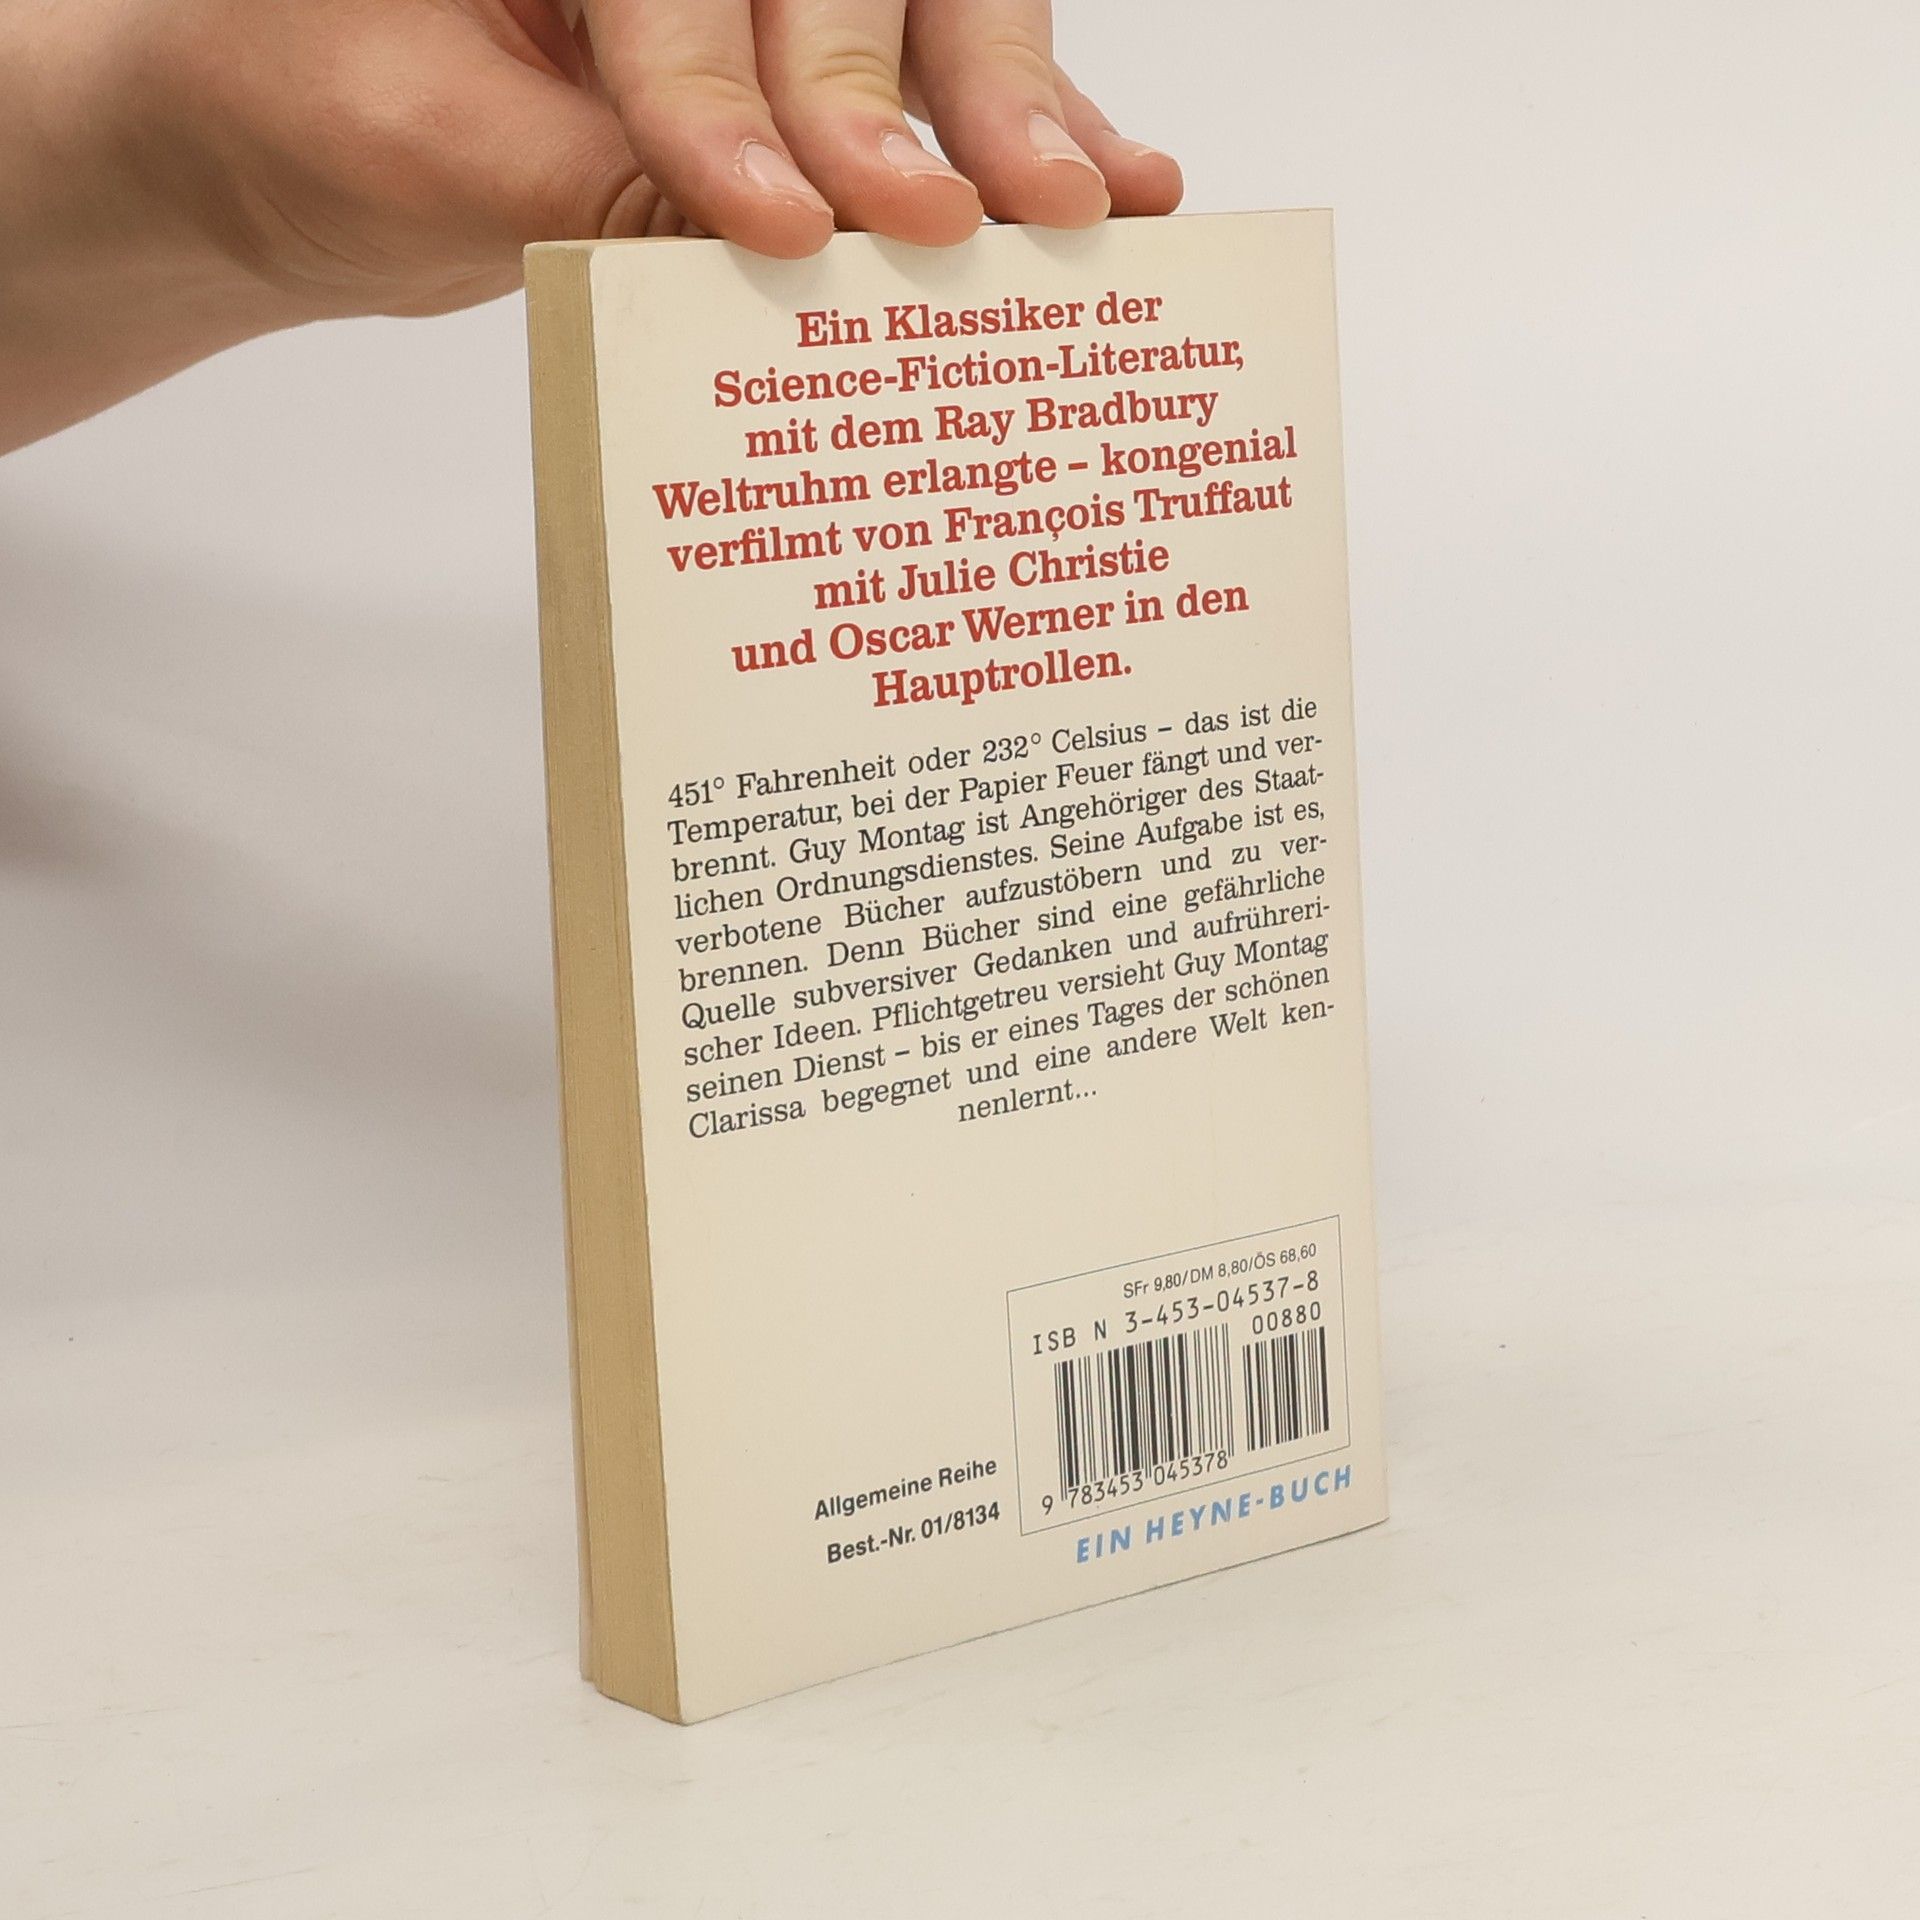 Ein Klassiker der
Science-Fiction-Literatur,
mit dem Ray Bradbury
Weltruhm erlangte – kongenial
verfilmt von François Truffaut
mit Julie Christie
und Oscar Werner in den
Hauptrollen.
451° Fahrenheit oder 232° Celsius – das ist die
Temperatur, bei der Papier Feuer fängt und ver-
brennt. Guy Montag ist Angehöriger des Staat-
lichen Ordnungsdienstes. Seine Aufgabe ist es,
verbotene Bücher aufzustöbern und zu ver-
brennen. Denn Bücher sind eine gefährliche
Quelle subversiver Gedanken und aufrühreri-
scher Ideen. Pflichtgetreu versieht Guy Montag
seinen Dienst – bis er eines Tages der schönen
Clarissa begegnet und eine andere Welt ken-
nenlernt...
SFr 9,80/DM 8,80/ÖS 68,60
ISBN 3-453-04537-8
00880
9 783453 045378
Allgemeine Reihe
Best.-Nr. 01/8134
EIN HEYNE-BUCH